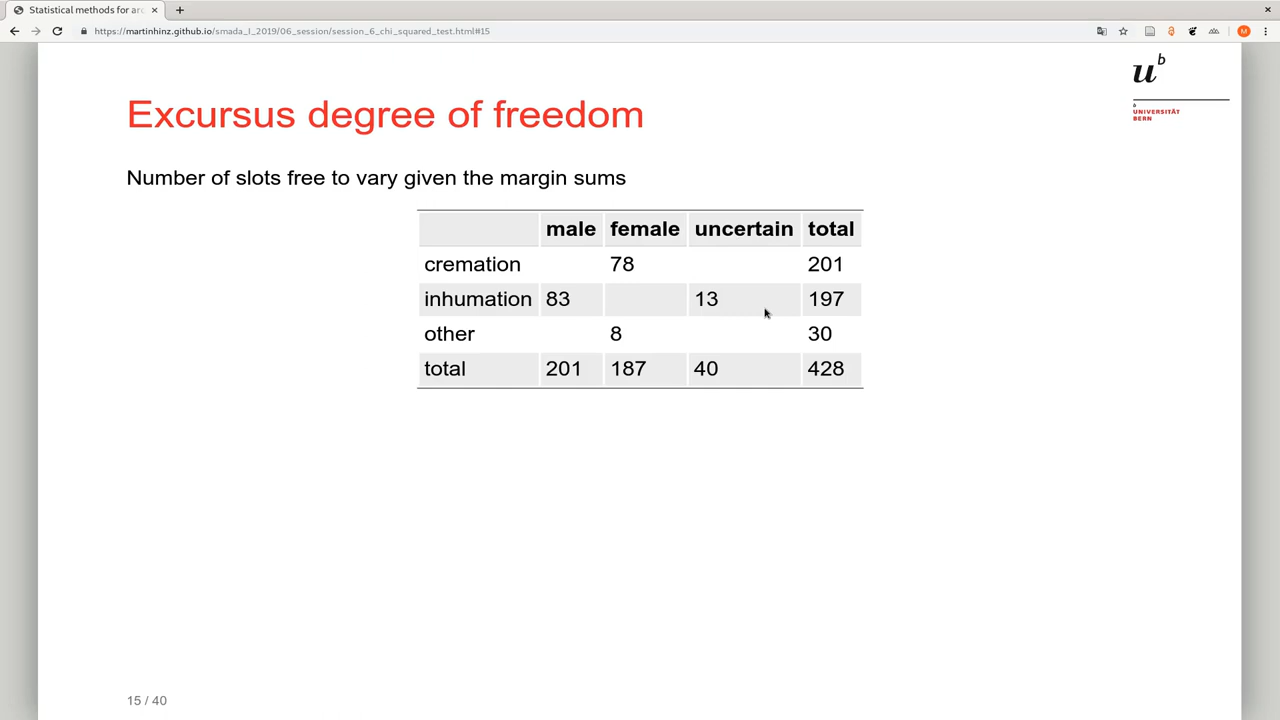 Statistical methods for arc
https://martinhinz.github.io/smada_I_2019/06_session/session_6_chi_squared_test.html#15
M
u b
b
UNIVERSITÄT
BERN
Excursus degree of freedom
Number of slots free to vary given the margin sums
male female uncertain total
cremation 78 201
inhumation 83 13 197
other 8 30
total 201 187 40 428
15 / 40